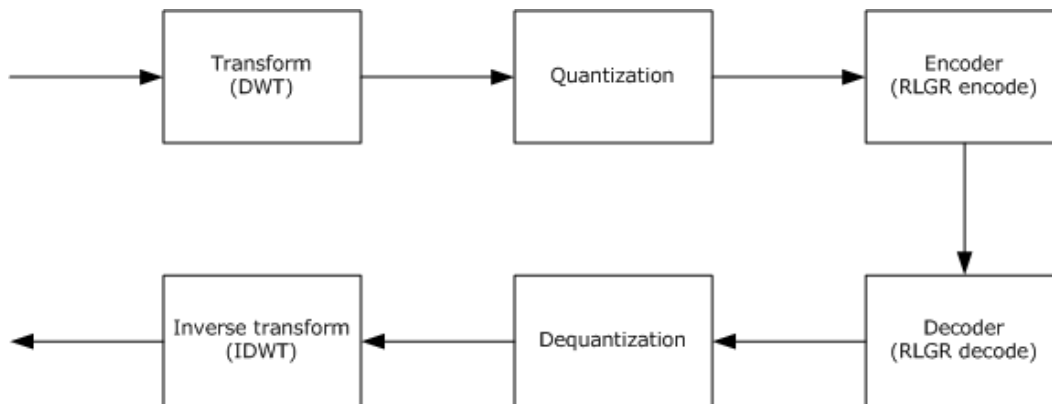 Transform
(DWT)
Quantization
Encoder
(RLGR encode)
Inverse transform
(IDWT)
Dequantization
Decoder
(RLGR decode)